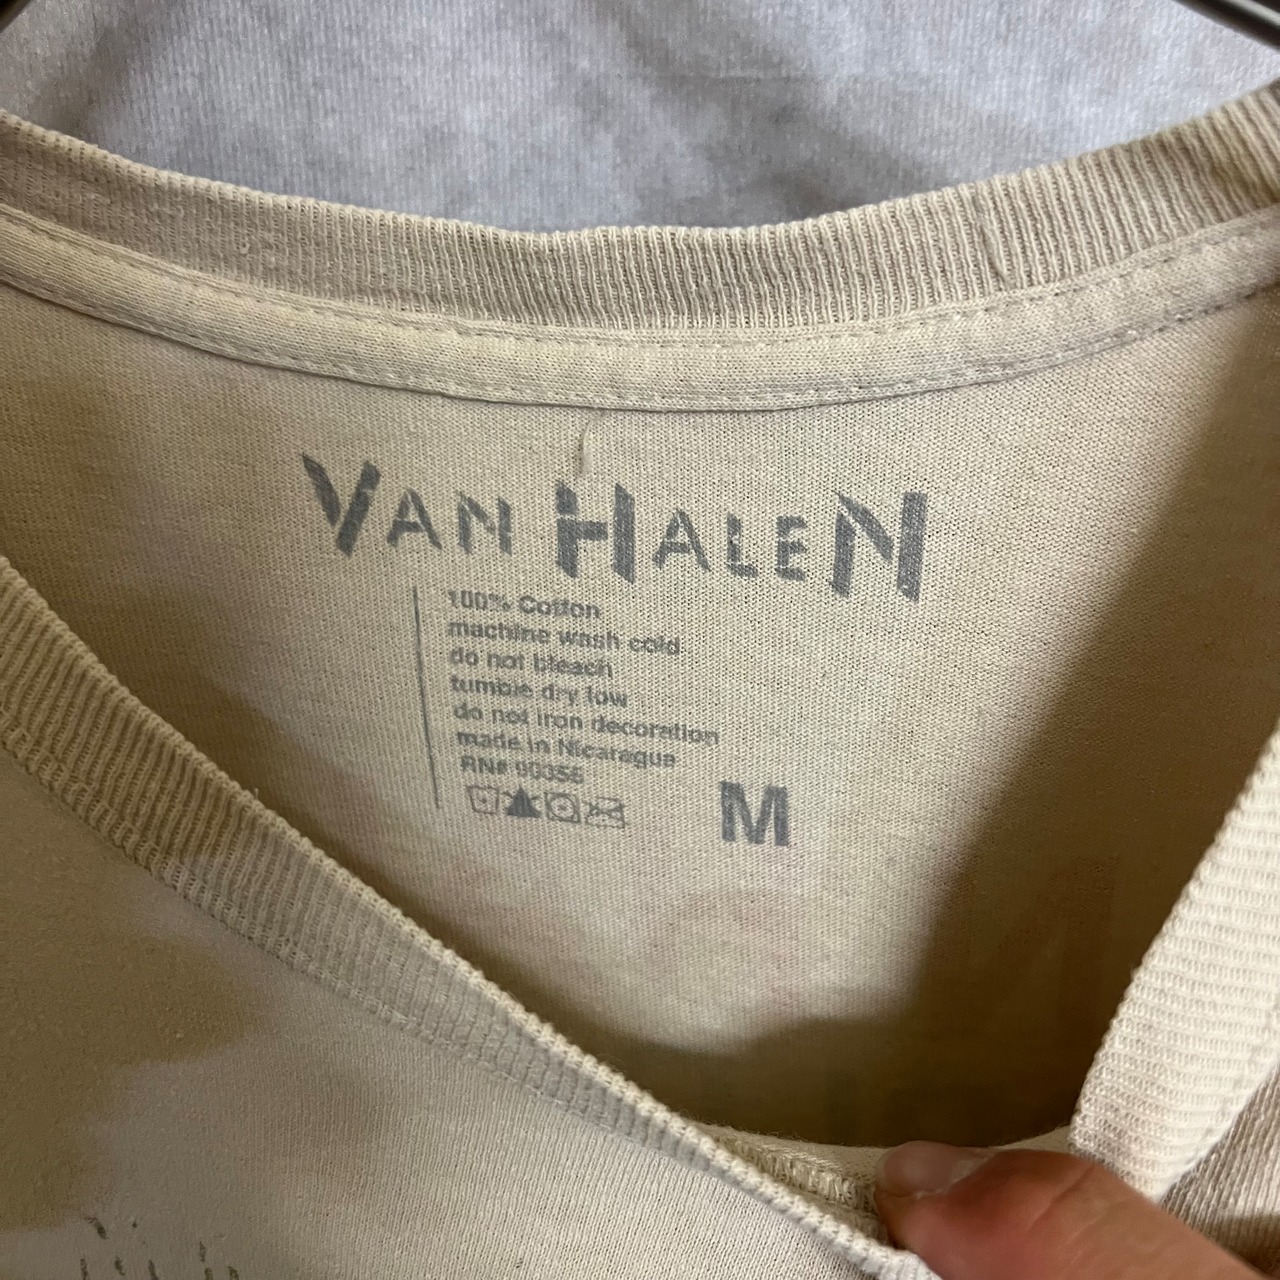 VAN HALEN
100% Cotton
machine wash cold
do not bleach
tumble dry low
do not iron decoration
made in Nicaragua
RN#
M